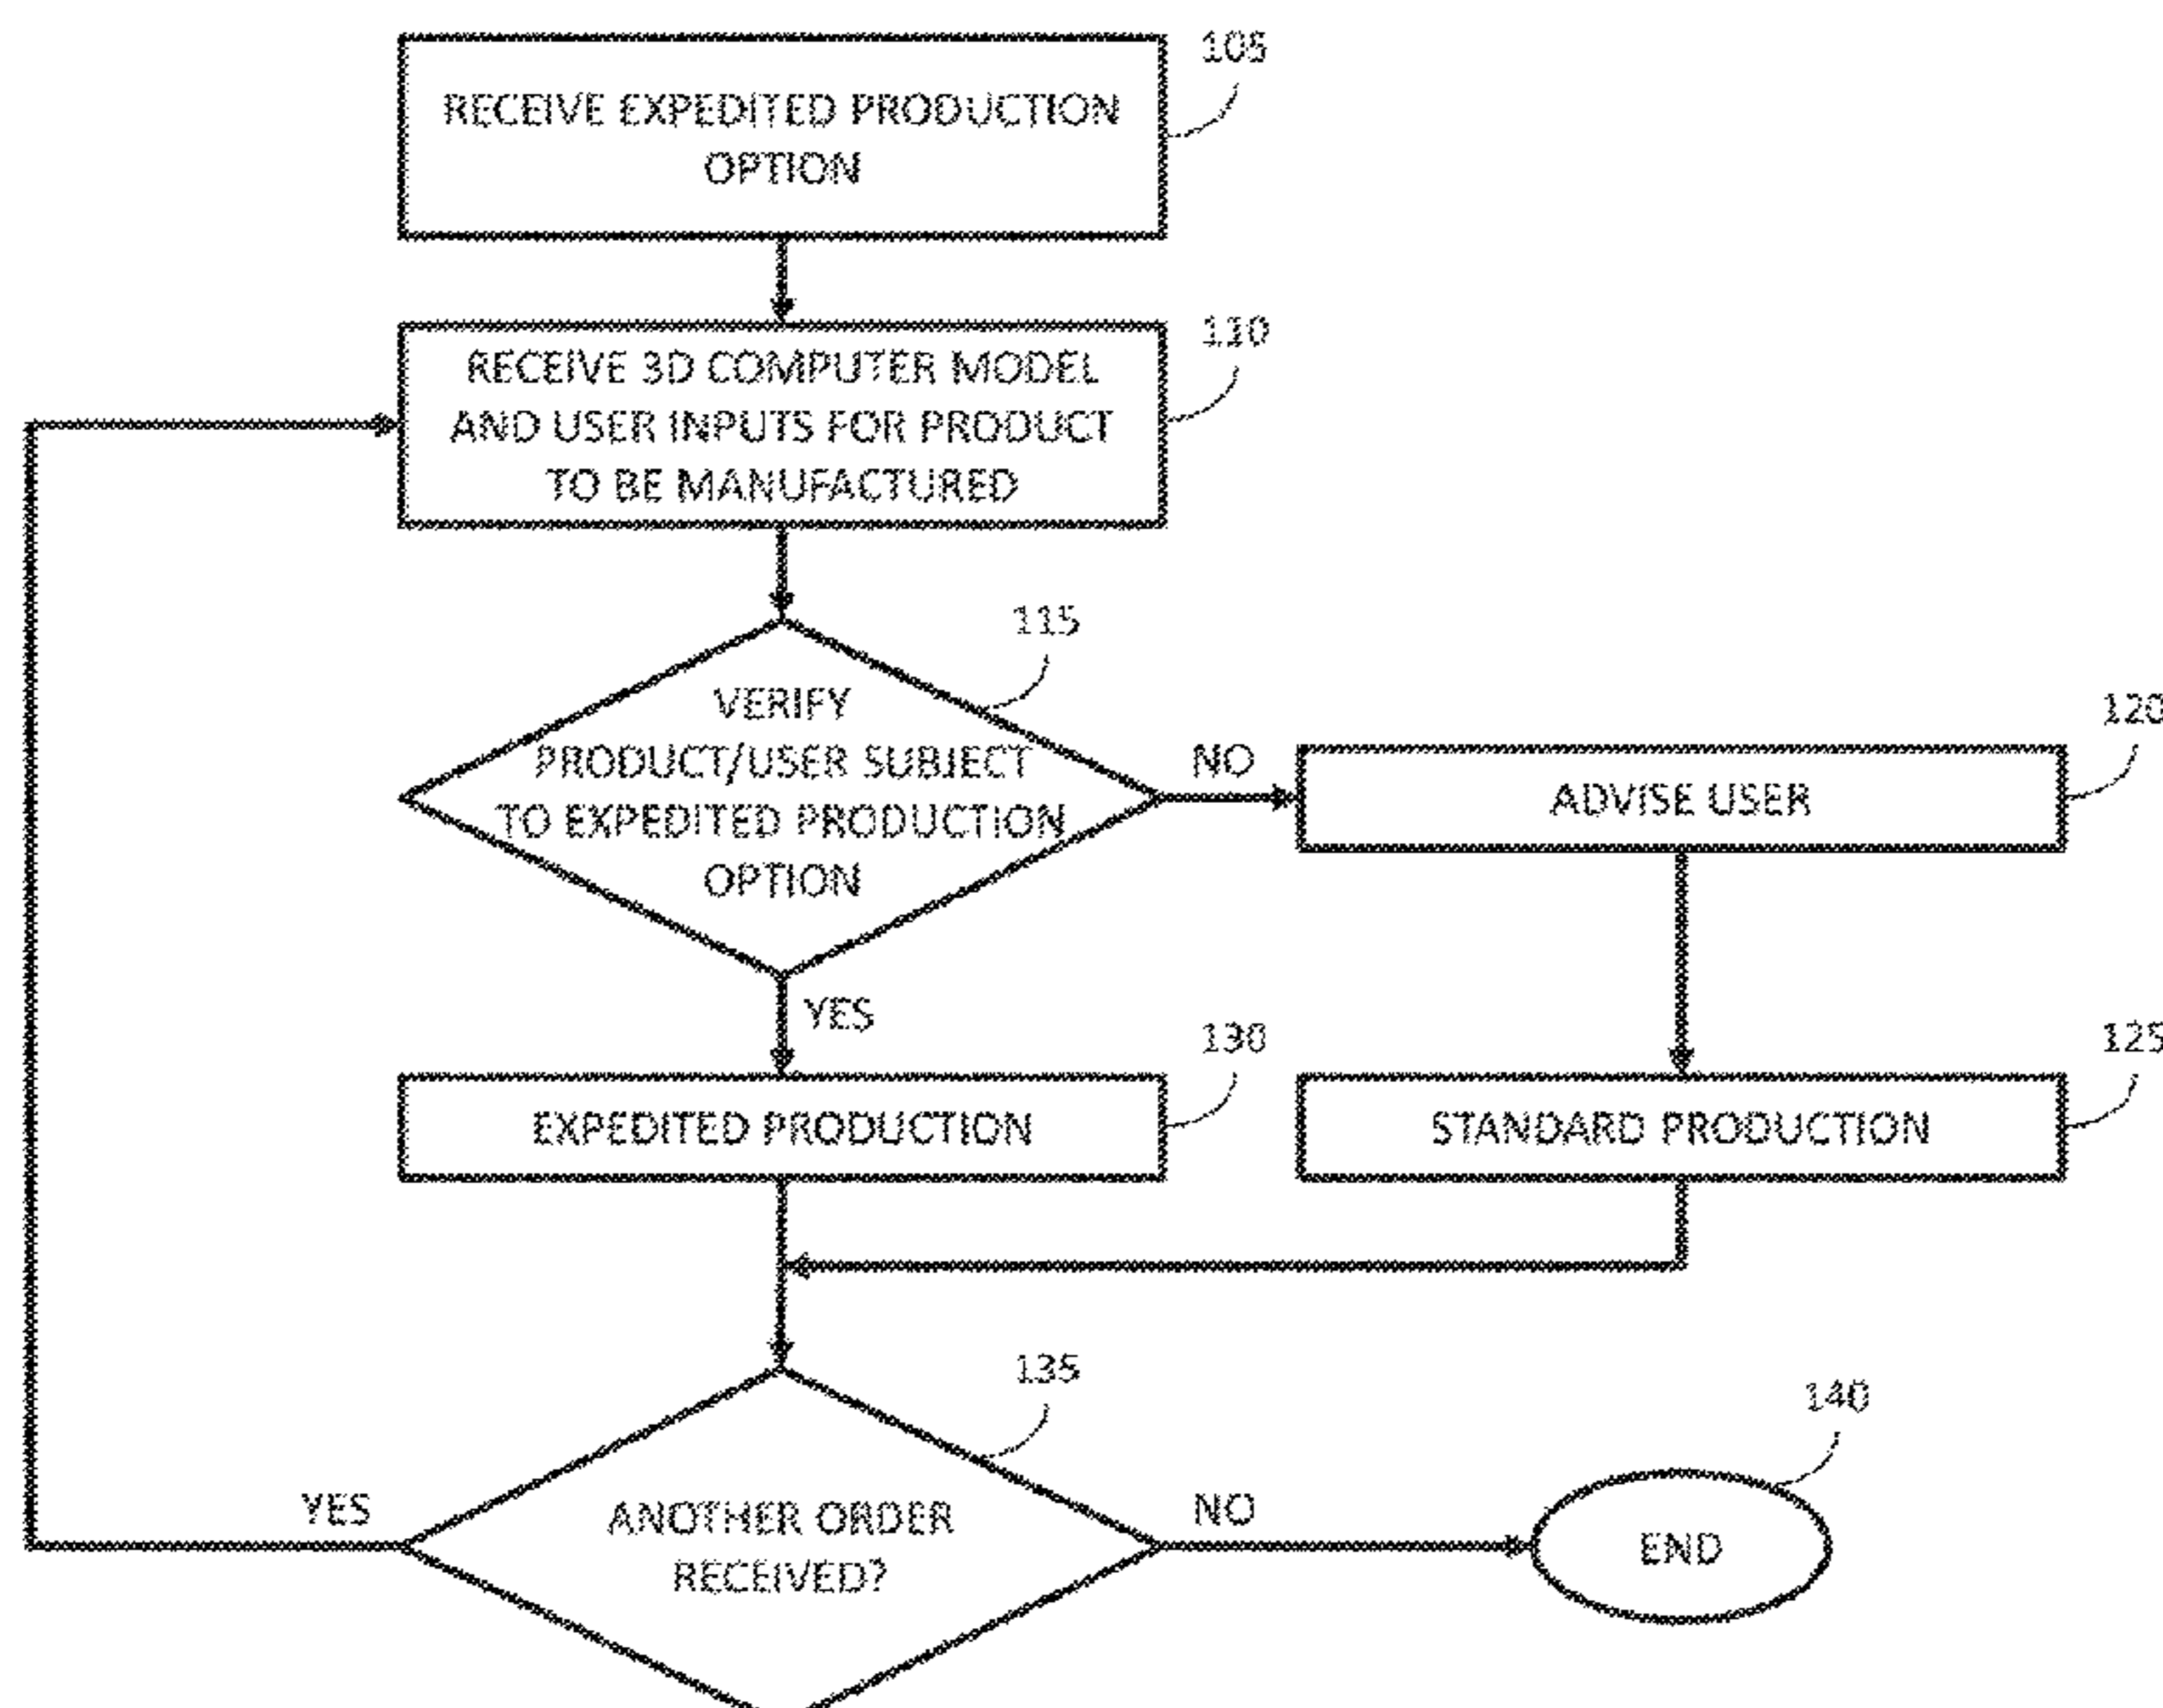 105
RECEIVE EXPEDITED PRODUCTION
OPTION
110
RECEIVE 3D COMPUTER MODEL
AND USER INPUTS FOR PRODUCT
TO BE MANUFACTURED
115
VERIFY
PRODUCT/USER SUBJECT
TO EXPEDITED PRODUCTION
OPTION
NO
120
ADVISE USER
YES
130
EXPEDITED PRODUCTION
125
STANDARD PRODUCTION
135
ANOTHER ORDER
RECEIVED?
YES
NO
140
END